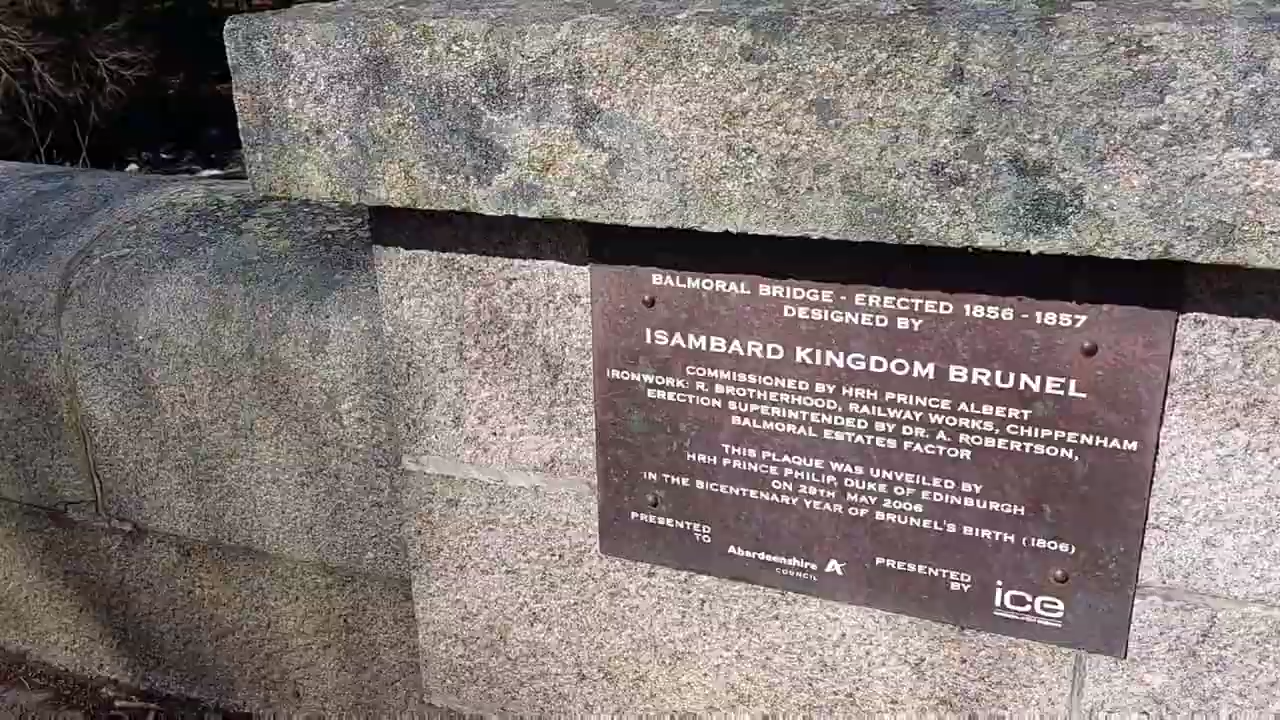 BALMORAL BRIDGE - ERECTED 1856 - 1857
DESIGNED BY
ISAMBARD KINGDOM BRUNEL
COMMISSIONED BY HRH PRINCE ALBERT
IRONWORK: R. BROTHERHOOD, RAILWAY WORKS, CHIPPENHAM
ERECTION SUPERINTENDED BY DR. A. ROBERTSON,
BALMORAL ESTATES FACTOR
THIS PLAQUE WAS UNVEILED BY
HRH PRINCE PHILIP, DUKE OF EDINBURGH
ON 29TH MAY 2006
IN THE BICENTENARY YEAR OF BRUNEL'S BIRTH (1806)
PRESENTED
TO
Aberdeenshire
COUNCIL
PRESENTED
BY
ice